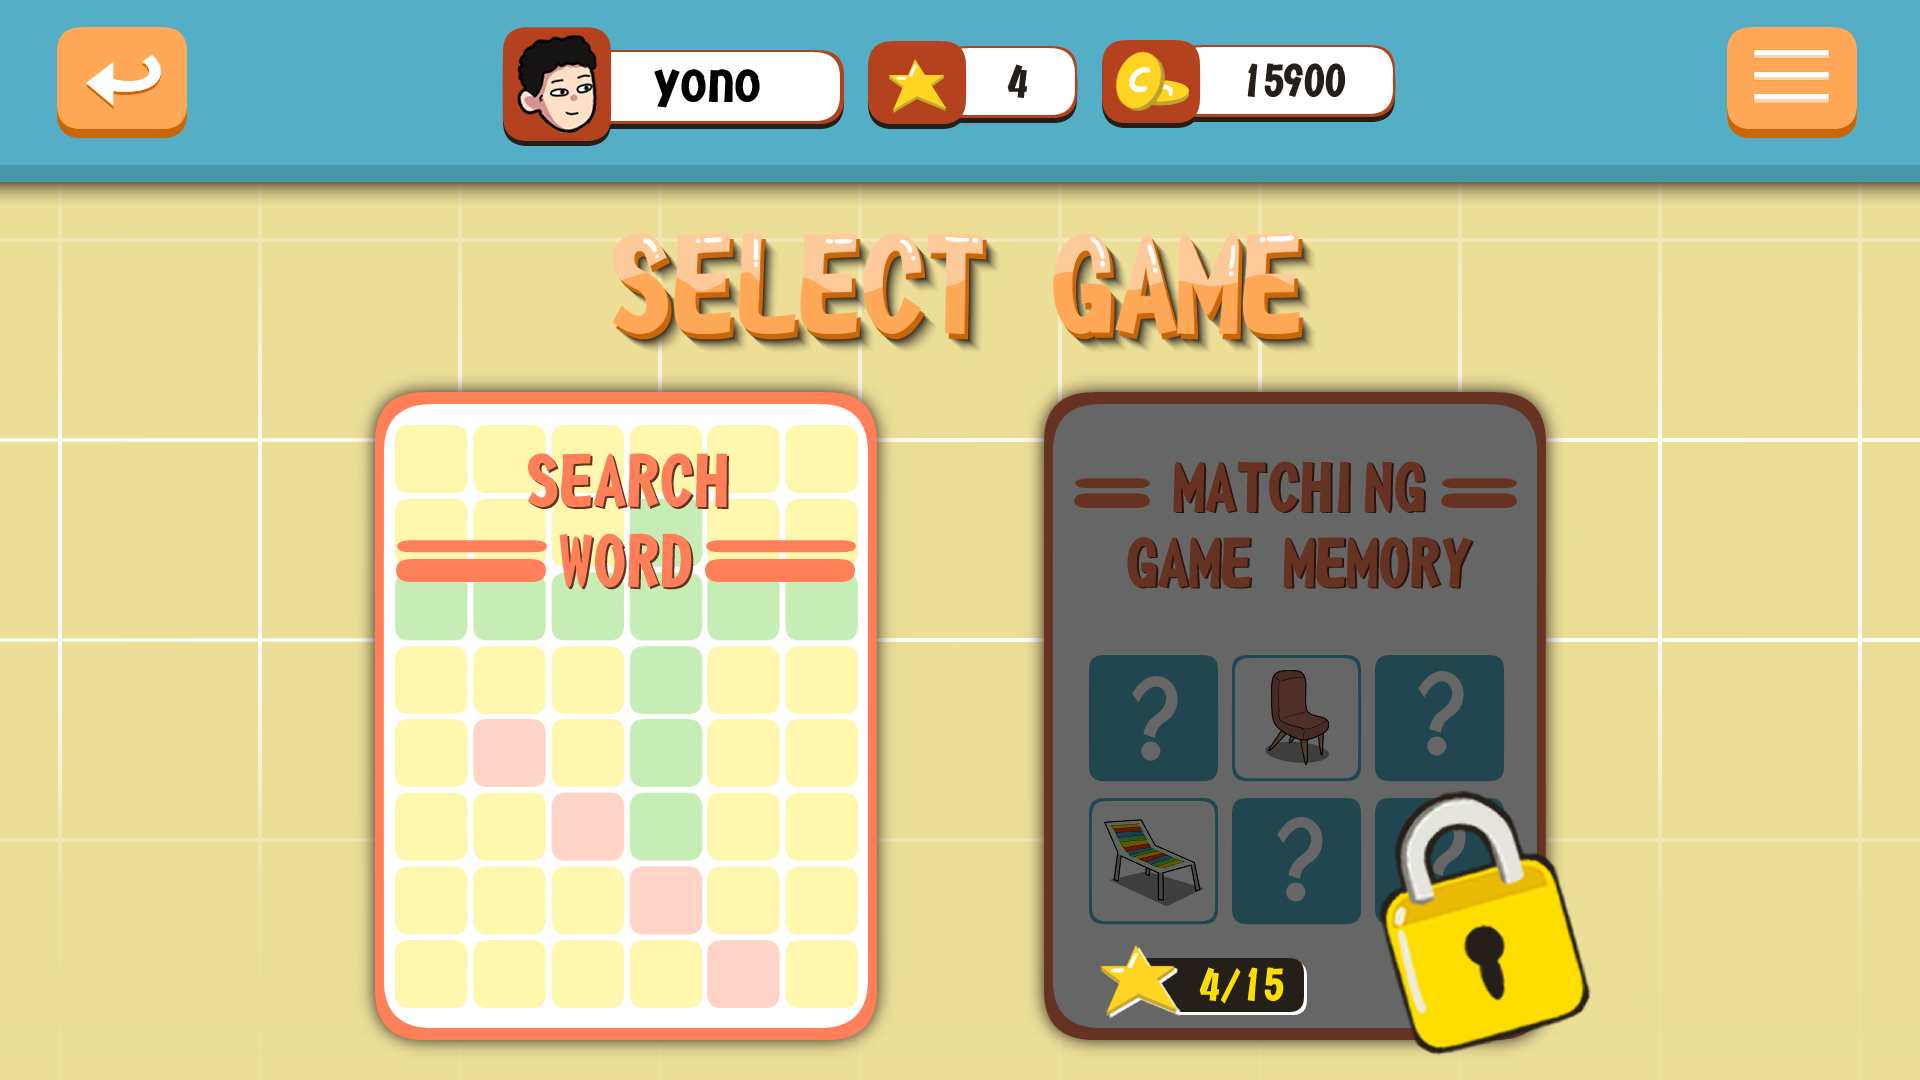 yono
4
C
15900
SELECT GAME
SEARCH
WORD
MATCHING
GAME MEMORY
? ?
? ?
4/15